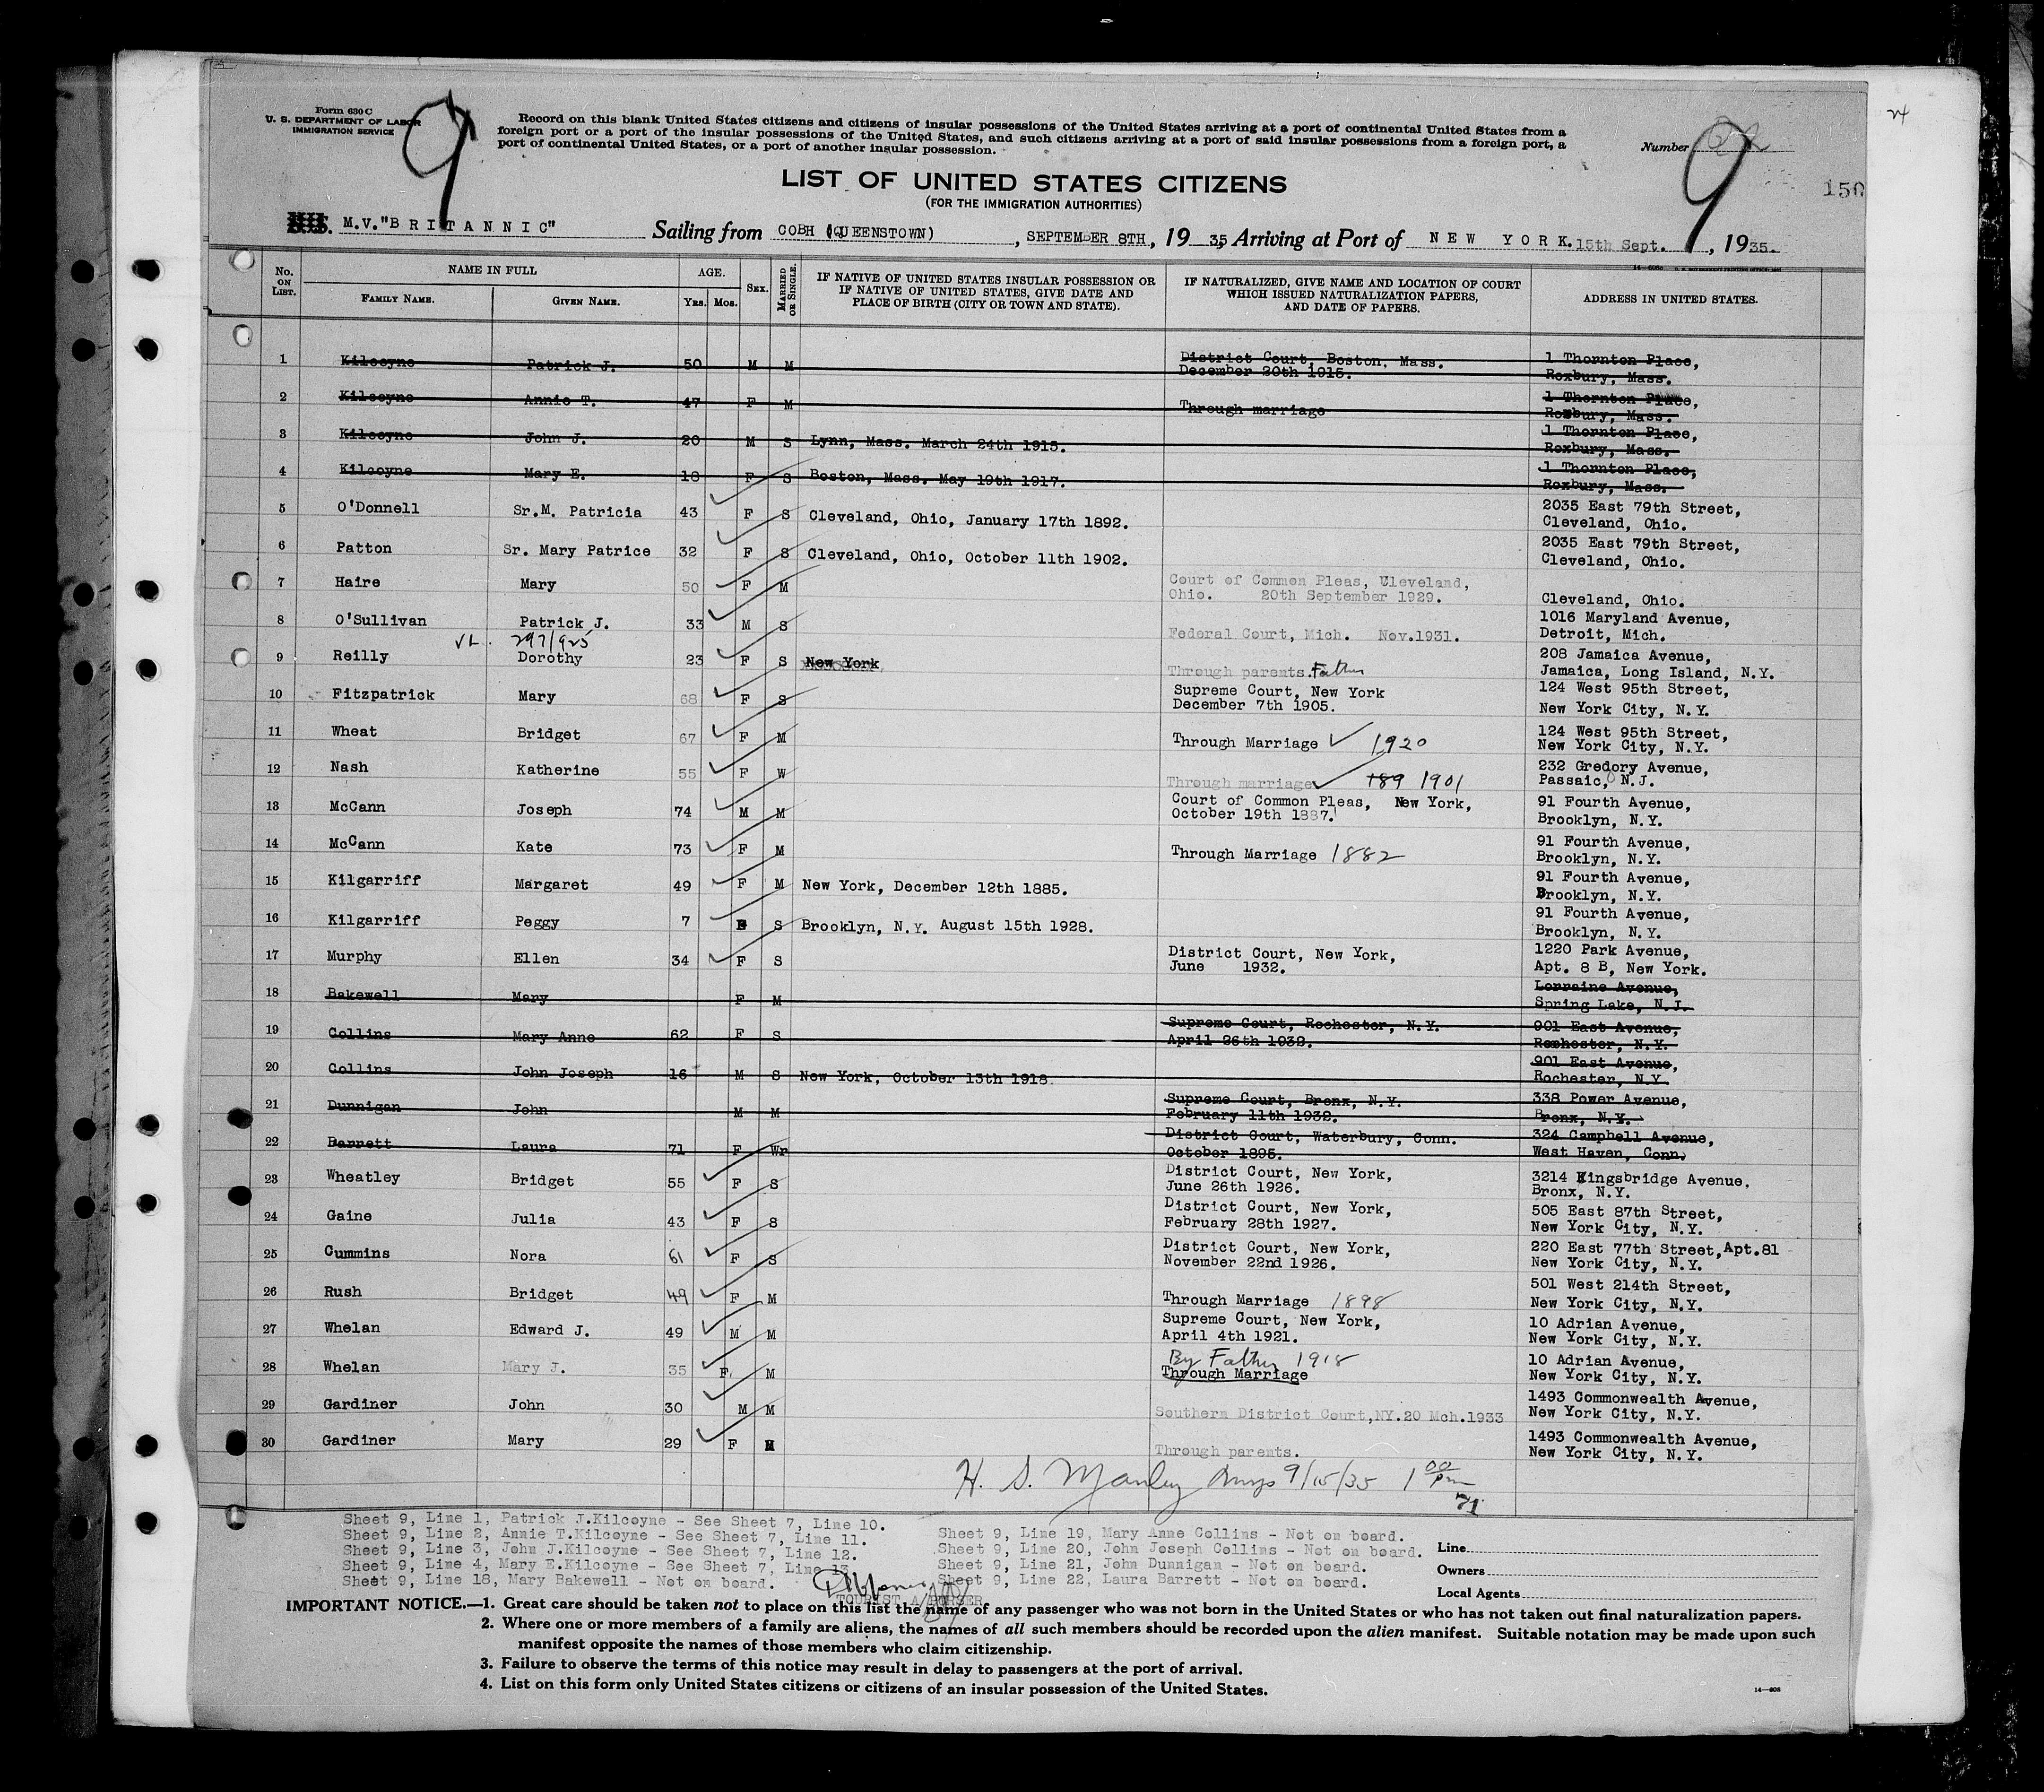 24
Form 630 C
U. S. DEPARTMENT OF LABOR
IMMIGRATION SERVICE
9
Record on this blank United States citizens and citizens of insular possessions of the United States arriving at a port of continental United States from a
foreign port or a port of the insular possessions of the United States, and such citizens arriving at a port of said insular possessions from a foreign port, a
port of continental United States, or a port of another insular possession.
Number 9
150
LIST OF UNITED STATES CITIZENS
(FOR THE IMMIGRATION AUTHORITIES)
M.V."BRITANNIC" Sailing from COBH (QUEENSTOWN), SEPTEMBER 8TH, 1935, Arriving at Port of NEW YORK. 15th Sept., 1935.
No. ON LIST. NAME IN FULL AGE. SEX. MARRIED OR SINGLE. IF NATIVE OF UNITED STATES INSULAR POSSESSION OR IF NATIVE OF UNITED STATES, GIVE DATE AND PLACE OF BIRTH (CITY OR TOWN AND STATE). IF NATURALIZED, GIVE NAME AND LOCATION OF COURT WHICH ISSUED NATURALIZATION PAPERS, AND DATE OF PAPERS. ADDRESS IN UNITED STATES.
FAMILY NAME. GIVEN NAME. YRS. MOS.
1 Kilcoyne Patrick J. 50 M M District Court, Boston, Mass. 1 Thornton Place,
December 20th 1915. Roxbury, Mass.
2 Kilcoyne Annie T. 47 F M Through marriage 1 Thornton Place,
Roxbury, Mass.
3 Kilcoyne John J. 20 M S Lynn, Mass. March 24th 1915. 1 Thornton Place,
Roxbury, Mass.
4 Kilcoyne Mary E. 18 F S Boston, Mass. May 19th 1917. 1 Thornton Place,
Roxbury, Mass.
5 O'Donnell Sr.M. Patricia 43 F S Cleveland, Ohio, January 17th 1892. 2035 East 79th Street,
Cleveland, Ohio.
6 Patton Sr. Mary Patrice 32 F S Cleveland, Ohio, October 11th 1902. 2035 East 79th Street,
Cleveland, Ohio.
7 Haire Mary 50 F M Court of Common Pleas, Cleveland,
Ohio. 20th September 1929. Cleveland, Ohio.
8 O'Sullivan Patrick J. 33 M S Federal Court, Mich. Nov.1931. 1016 Maryland Avenue,
Detroit, Mich.
VL. 297/925
9 Reilly Dorothy 23 F S New York Through parents. Father 208 Jamaica Avenue,
Jamaica, Long Island, N.Y.
10 Fitzpatrick Mary 68 F S Supreme Court, New York 124 West 95th Street,
December 7th 1905. New York City, N.Y.
11 Wheat Bridget 67 F M Through Marriage 1920 124 West 95th Street,
New York City, N.Y.
12 Nash Katherine 55 F W Through marriage 189 1901 232 Gredory Avenue,
Passaic, N.J.
13 McCann Joseph 74 M M Court of Common Pleas, New York, 91 Fourth Avenue,
October 19th 1887. Brooklyn, N.Y.
14 McCann Kate 73 F M Through Marriage 1882 91 Fourth Avenue,
Brooklyn, N.Y.
15 Kilgarriff Margaret 49 F M New York, December 12th 1885. 91 Fourth Avenue,
Brooklyn, N.Y.
16 Kilgarriff Peggy 7 F S Brooklyn, N.Y. August 15th 1928. 91 Fourth Avenue,
Brooklyn, N.Y.
17 Murphy Ellen 34 F S District Court, New York, 1220 Park Avenue,
June 1932. Apt. 8 B, New York.
18 Bakewell Mary F M Lorraine Avenue,
Spring Lake, N.J.
19 Collins Mary Anne 62 F S Supreme Court, Rochester, N.Y. 901 East Avenue,
April 26th 1932. Rochester, N.Y.
20 Collins John Joseph 16 M S New York, October 13th 1918. 901 East Avenue,
Rochester, N.Y.
21 Dunnigan John M M Supreme Court, Bronx, N.Y. 338 Power Avenue,
February 11th 1932. Bronx, N.Y.
22 Barrett Laura 71 F Wr District Court, Waterbury, Conn. 324 Campbell Avenue,
October 1895. West Haven, Conn.
23 Wheatley Bridget 55 F S District Court, New York, 3214 Kingsbridge Avenue,
June 26th 1926. Bronx, N.Y.
24 Gaine Julia 43 F S District Court, New York, 505 East 87th Street,
February 28th 1927. New York City, N.Y.
25 Cummins Nora 61 F S District Court, New York, 220 East 77th Street, Apt.81
November 22nd 1926. New York City, N.Y.
26 Rush Bridget 49 F M Through Marriage 1898 501 West 214th Street,
New York City, N.Y.
27 Whelan Edward J. 49 M M Supreme Court, New York, 10 Adrian Avenue,
April 4th 1921. New York City, N.Y.
28 Whelan Mary J. 35 F. M By Father 1918 10 Adrian Avenue,
Through Marriage New York City, N.Y.
29 Gardiner John 30 M M Southern District Court,NY.20 Mch.1933 1493 Commonwealth Avenue,
New York City, N.Y.
30 Gardiner Mary 29 F M Through parents. 1493 Commonwealth Avenue,
New York City, N.Y.
H. S. Manley 9/15/35 1 00 pm
71
Sheet 9, Line 1, Patrick J.Kilcoyne - See Sheet 7, Line 10.
Sheet 9, Line 2, Annie T.Kilcoyne - See Sheet 7, Line 11.
Sheet 9, Line 3, John J.Kilcoyne - See Sheet 7, Line 12.
Sheet 9, Line 4, Mary E.Kilcoyne - See Sheet 7, Line 13.
Sheet 9, Line 18, Mary Bakewell - Not on board.
Sheet 9, Line 19, Mary Anne Collins - Not on board.
Sheet 9, Line 20, John Joseph Collins - Not on board.
Sheet 9, Line 21, John Dunnigan - Not on board.
Sheet 9, Line 22, Laura Barrett - Not on board.
TOURIST A/PURSER
Line
Owners
Local Agents
IMPORTANT NOTICE.—1. Great care should be taken not to place on this list the name of any passenger who was not born in the United States or who has not taken out final naturalization papers.
2. Where one or more members of a family are aliens, the names of all such members should be recorded upon the alien manifest. Suitable notation may be made upon such
manifest opposite the names of those members who claim citizenship.
3. Failure to observe the terms of this notice may result in delay to passengers at the port of arrival.
4. List on this form only United States citizens or citizens of an insular possession of the United States.
14—608